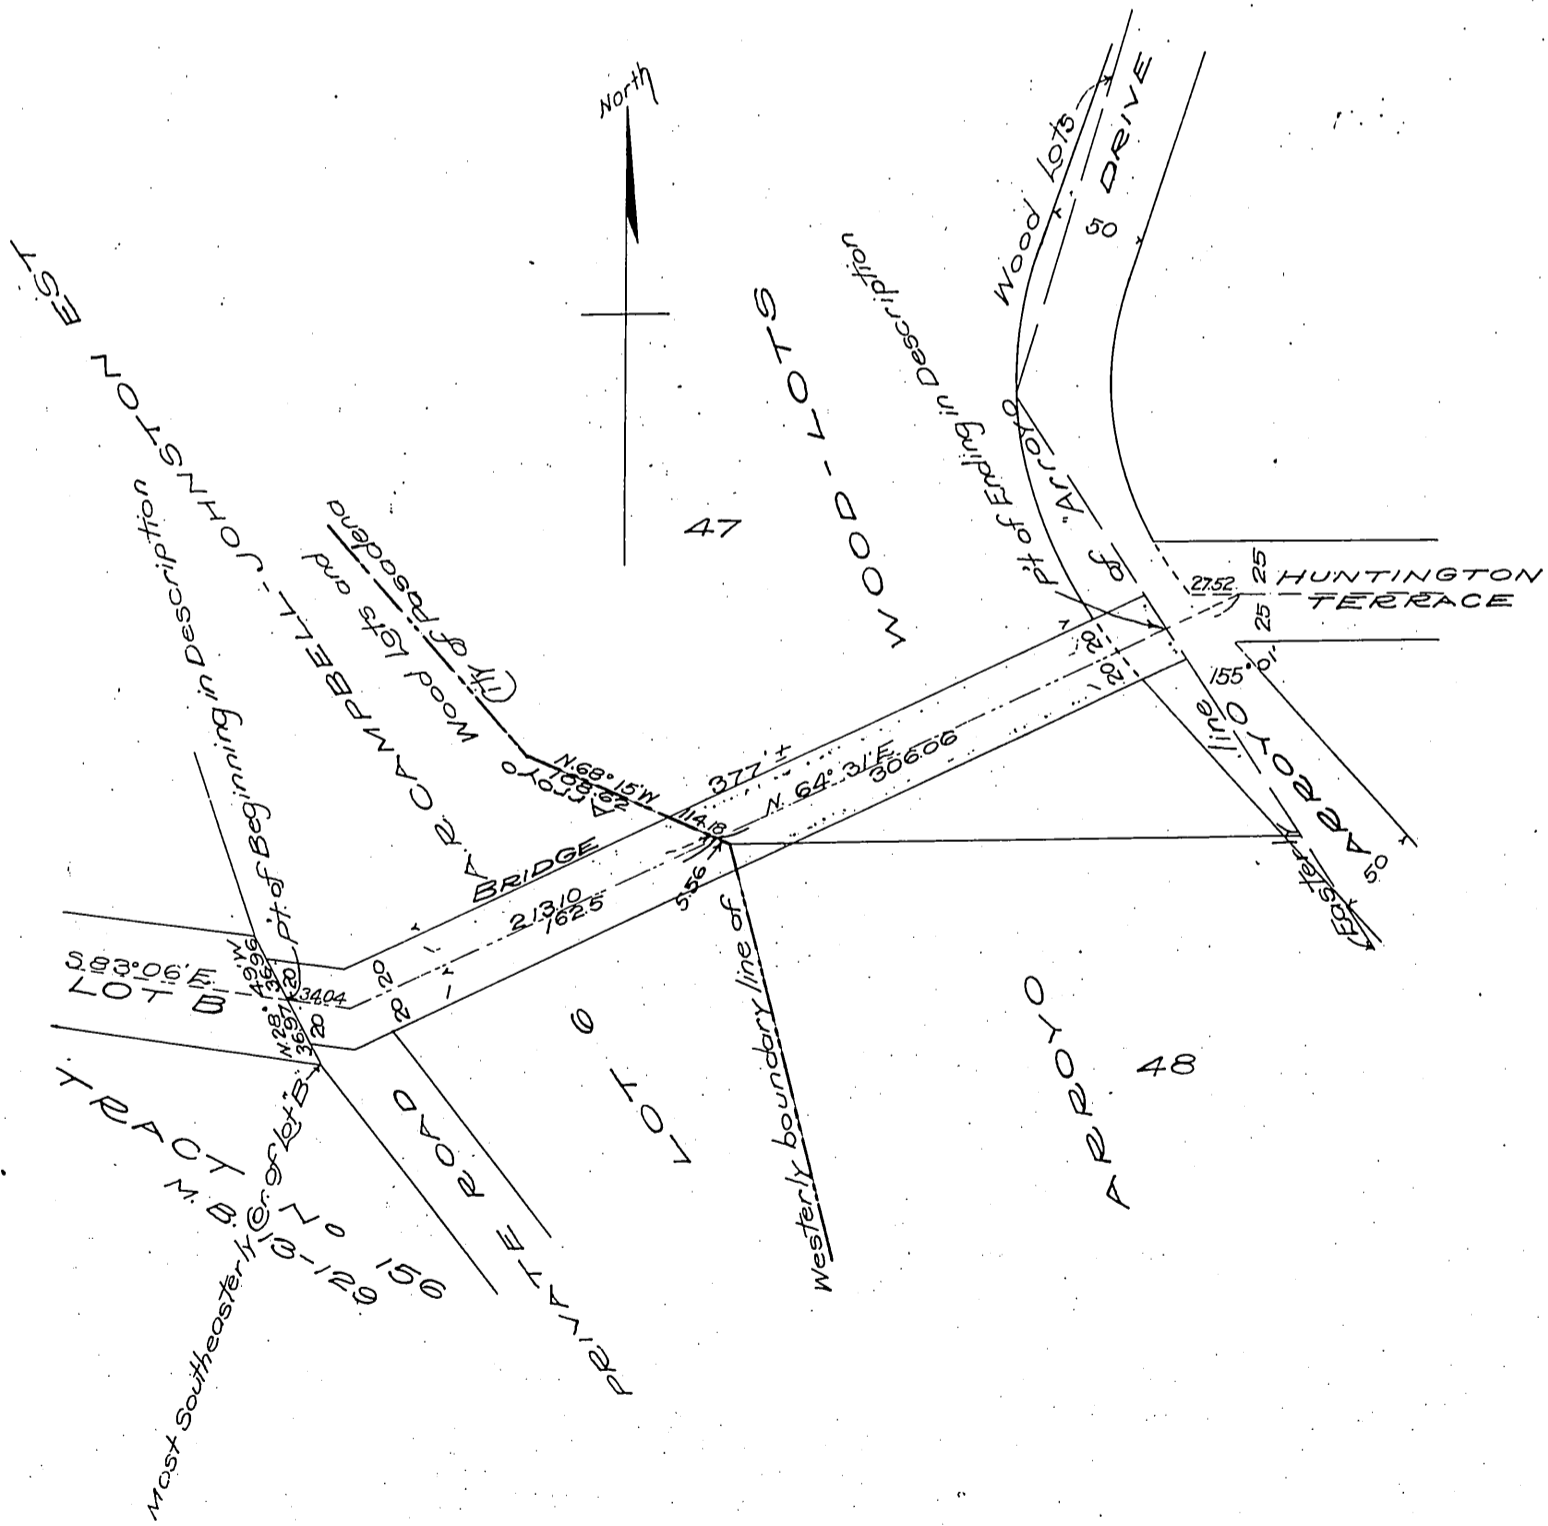 North
Wood Lots
DRIVE
50
EST
A.R. CAMPBELL-JOHNSTON
Pt. of Beginning in Description
Wood Lots and
City of Pasadena
Arroyo
N. 68° 15' W
108.62
47
WOOD-LOTS
Pt. of Ending in Description
Easterly line of "Arroyo
27.52
25
25
HUNTINGTON
TERRACE
155° 01'
20
20
377' ±
N. 64° 31' E.
306.06
114.18
5.56
BRIDGE
213.10
162.5
ARROYO
50
S. 83° 06' E.
LOT B
N. 28° 49' W
36.96
36.97
20
20
34.04
20
20
LOT 6
Westerly boundary line of
ARROYO
48
TRACT No 156
M.B.
Most Southeasterly Cor. of Lot "B"
PRIVATE ROAD